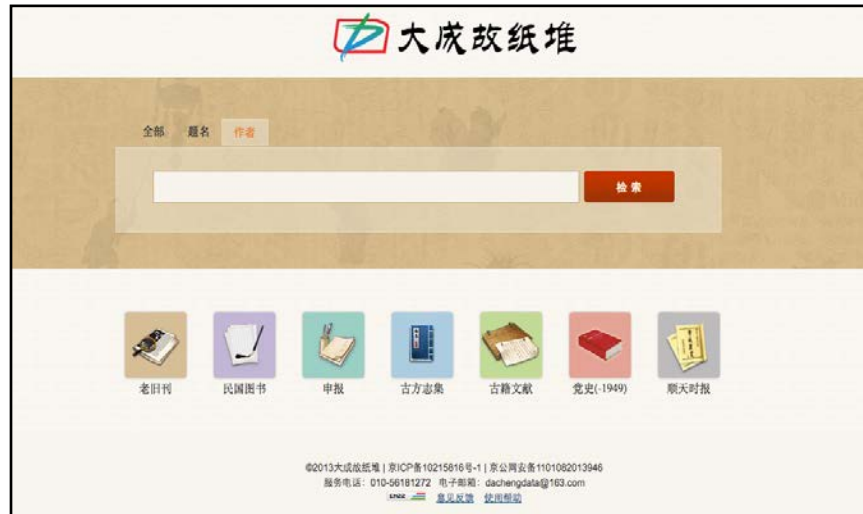 大成故纸堆
全部 题名 作者
检索
老旧刊 民国图书 申报 古方志集 古籍文献 党史(-1949) 顺天时报
©2013大成故纸堆 | 京ICP备10215816号-1 | 京公网安备1101082013946
服务电话：010-56181272 电子邮箱：dachengdata@163.com
意见反馈 使用帮助